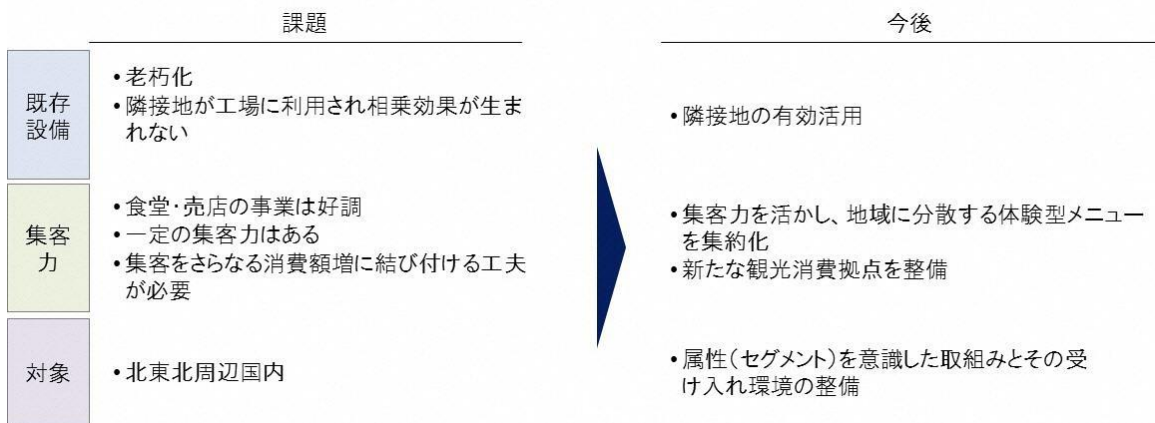 課題
今後
既存
設備
・老朽化
・隣接地が工場に利用され相乗効果が生ま
れない
・隣接地の有効活用
集客
力
・食堂・売店の事業は好調
・一定の集客力はある
・集客をさらなる消費額増に結び付ける工夫
が必要
・集客力を活かし、地域に分散する体験型メニュー
を集約化
・新たな観光消費拠点を整備
対象
・北東北周辺国内
・属性（セグメント）を意識した取組みとその受
け入れ環境の整備